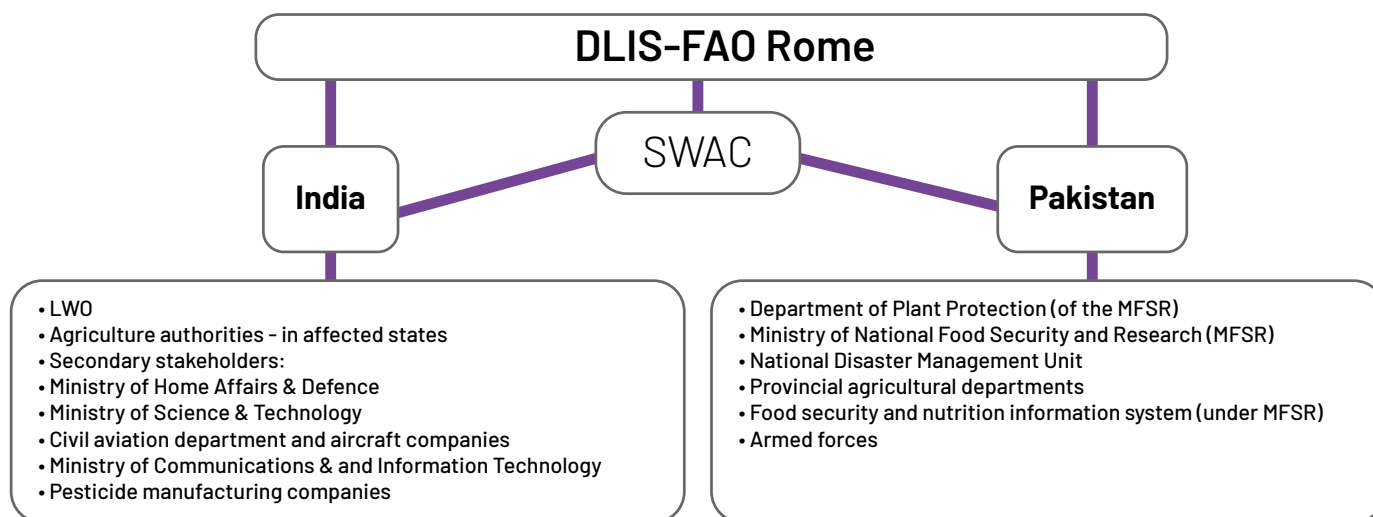 DLIS-FAO Rome
SWAC
India
Pakistan
• LWO
• Agriculture authorities - in affected states
• Secondary stakeholders:
• Ministry of Home Affairs & Defence
• Ministry of Science & Technology
• Civil aviation department and aircraft companies
• Ministry of Communications & and Information Technology
• Pesticide manufacturing companies
• Department of Plant Protection (of the MFSR)
• Ministry of National Food Security and Research (MFSR)
• National Disaster Management Unit
• Provincial agricultural departments
• Food security and nutrition information system (under MFSR)
• Armed forces